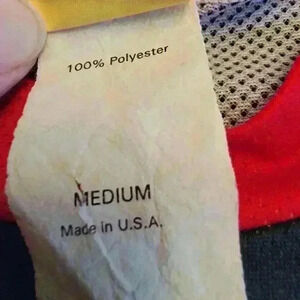 100% Polyester
MEDIUM
Made in U.S.A.